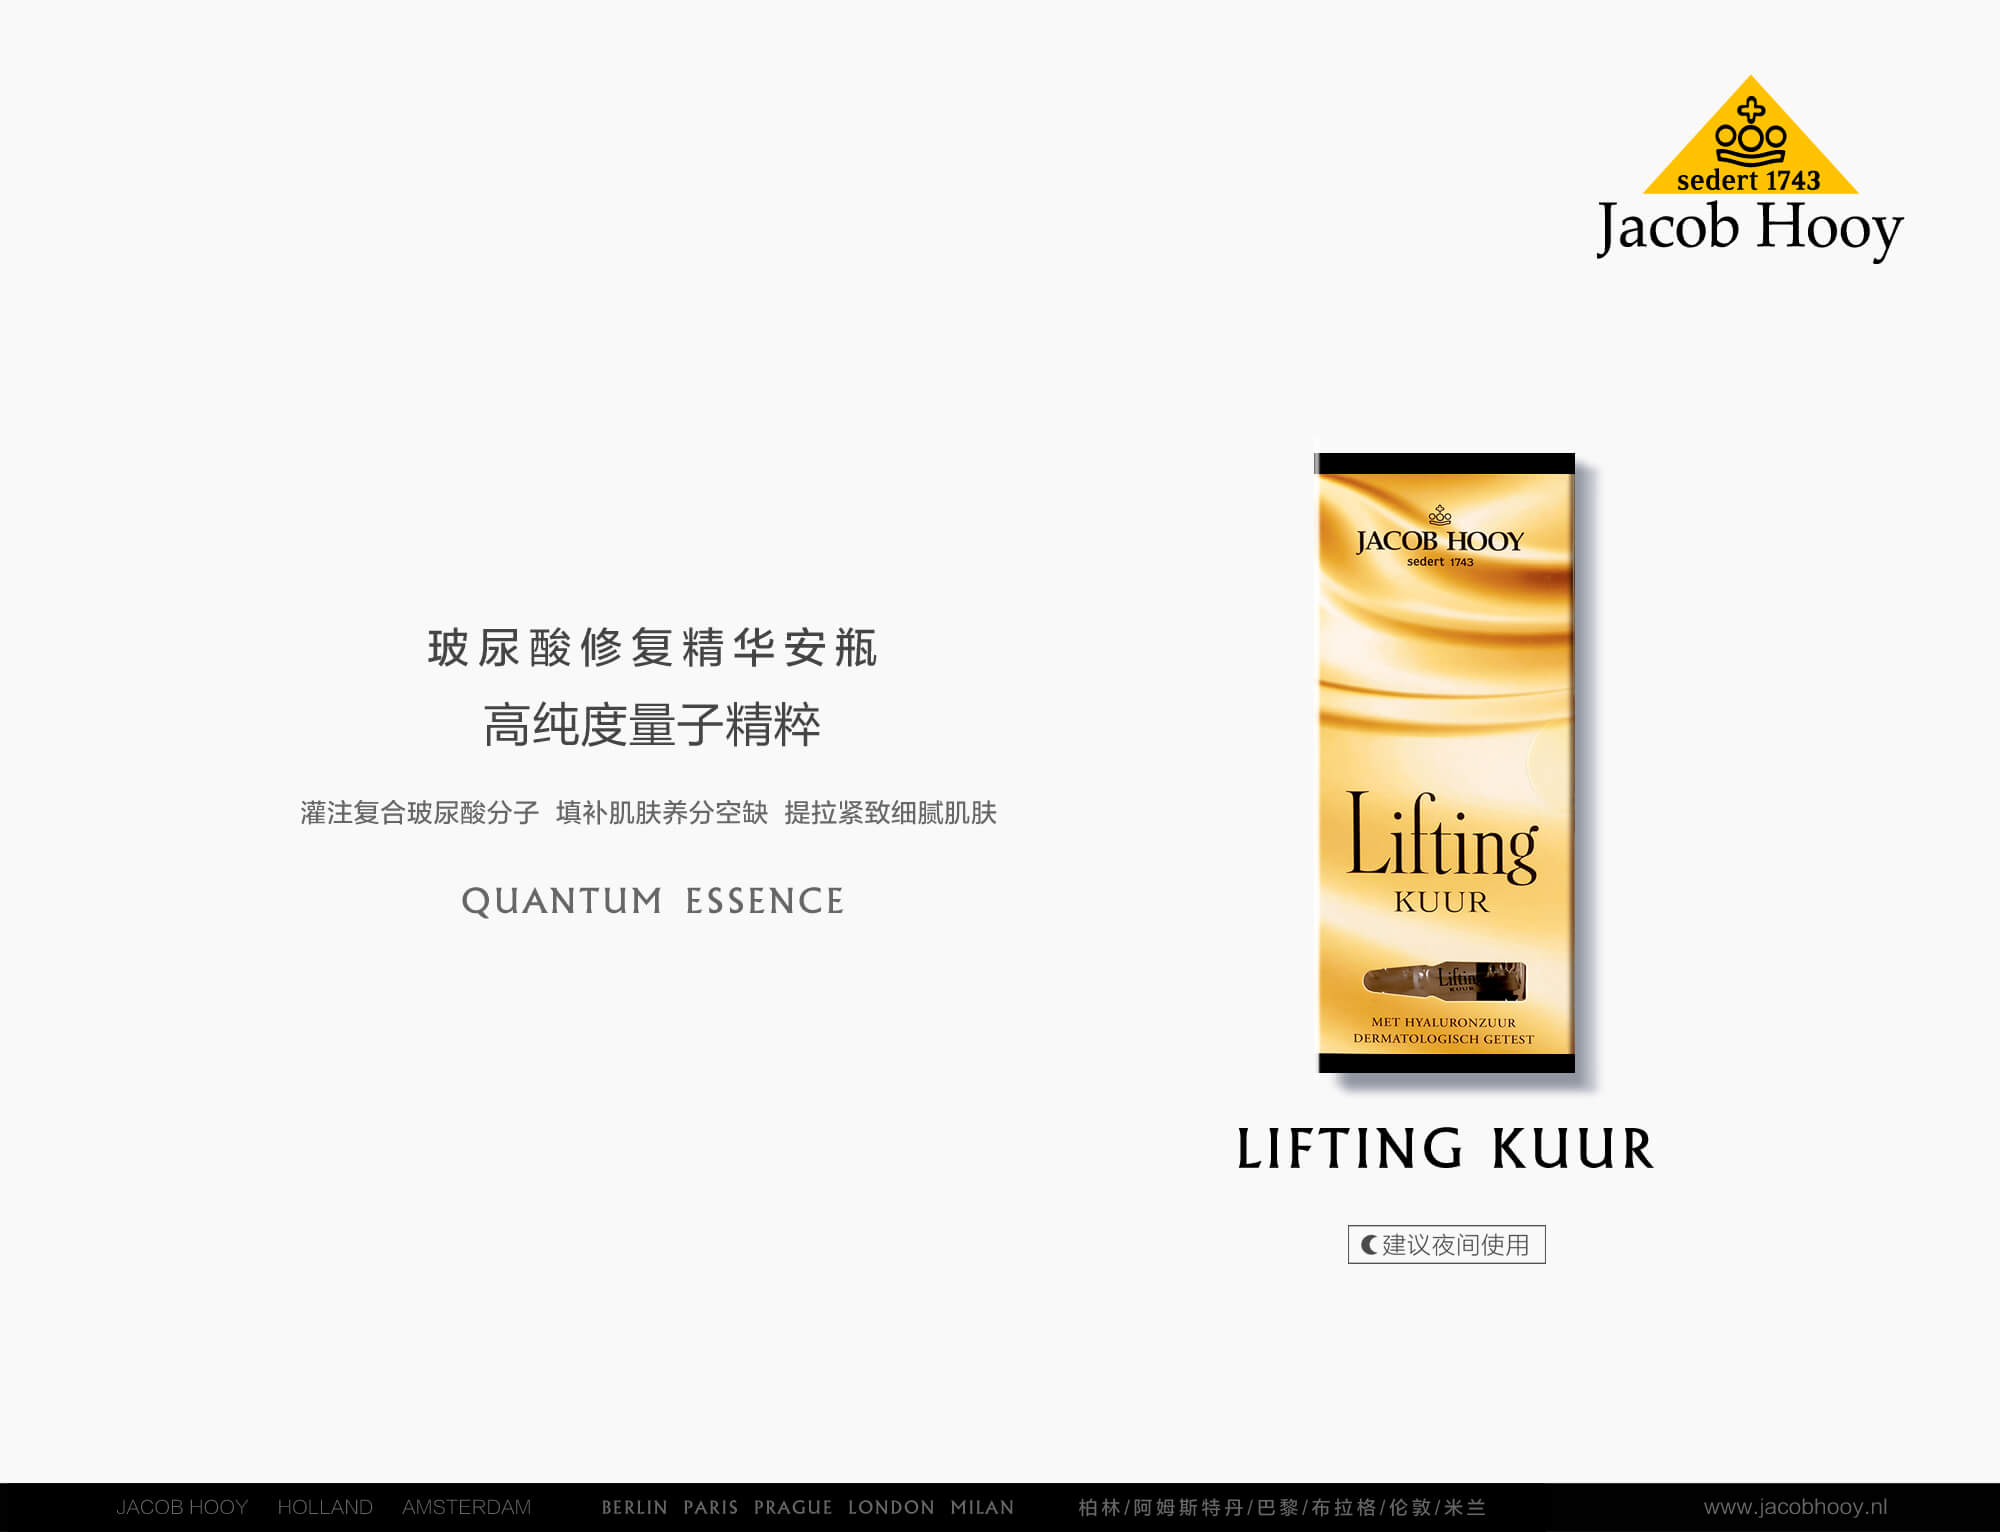 sedert 1743
Jacob Hooy
JACOB HOOY
sedert 1743
玻尿酸修复精华安瓶
高纯度量子精粹
灌注复合玻尿酸分子 填补肌肤养分空缺 提拉紧致细腻肌肤
QUANTUM ESSENCE
Lifting
KUUR
KUUR
MET HYALURONZUUR
DERMATOLOGISCH GETEST
LIFTING KUUR
建议夜间使用
JACOB HOOY HOLLAND AMSTERDAM BERLIN PARIS PRAGUE LONDON MILAN 柏林/阿姆斯特丹/巴黎/布拉格/伦敦/米兰 www.jacobhooy.nl